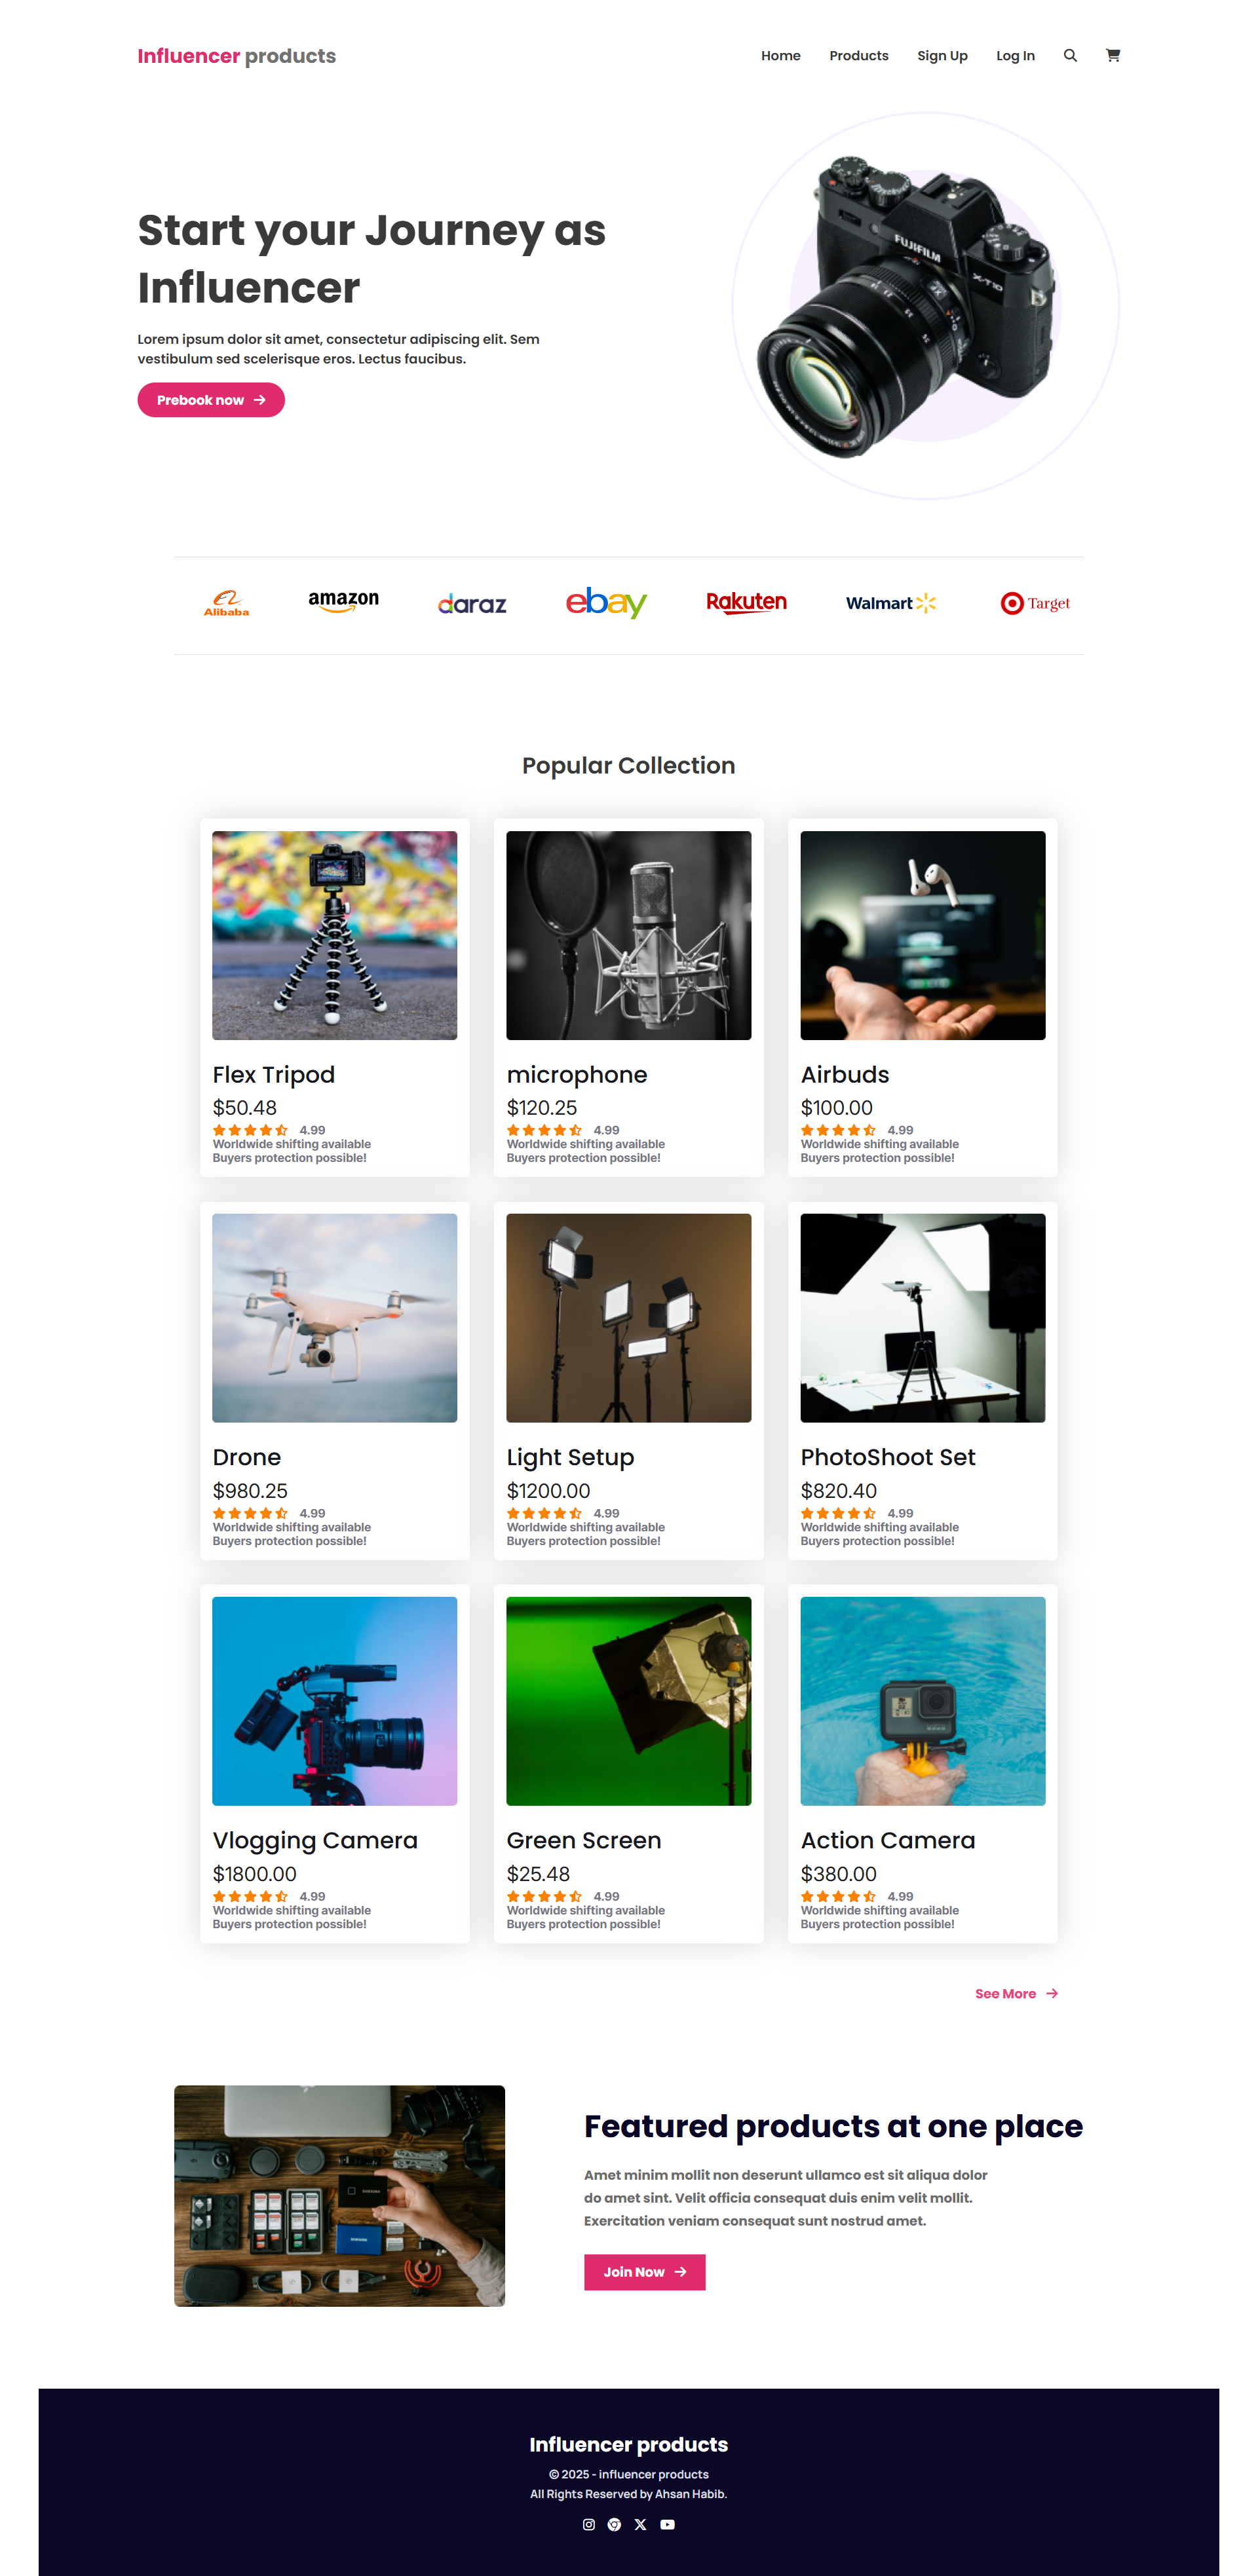 Influencer products
Home Products Sign Up Log In
FUJIFILM
X-T10
Start your Journey as
Influencer
Lorem ipsum dolor sit amet, consectetur adipiscing elit. Sem
vestibulum sed scelerisque eros. Lectus faucibus.
Prebook now
Alibaba amazon daraz ebay Rakuten Walmart Target
Popular Collection
Flex Tripod
$50.48
4.99
Worldwide shifting available
Buyers protection possible!
microphone
$120.25
4.99
Worldwide shifting available
Buyers protection possible!
Airbuds
$100.00
4.99
Worldwide shifting available
Buyers protection possible!
Drone
$980.25
4.99
Worldwide shifting available
Buyers protection possible!
Light Setup
$1200.00
4.99
Worldwide shifting available
Buyers protection possible!
PhotoShoot Set
$820.40
4.99
Worldwide shifting available
Buyers protection possible!
Vlogging Camera
$1800.00
4.99
Worldwide shifting available
Buyers protection possible!
Green Screen
$25.48
4.99
Worldwide shifting available
Buyers protection possible!
Action Camera
$380.00
4.99
Worldwide shifting available
Buyers protection possible!
See More
Featured products at one place
Amet minim mollit non deserunt ullamco est sit aliqua dolor
do amet sint. Velit officia consequat duis enim velit mollit.
Exercitation veniam consequat sunt nostrud amet.
Join Now
Influencer products
© 2025 - influencer products
All Rights Reserved by Ahsan Habib.